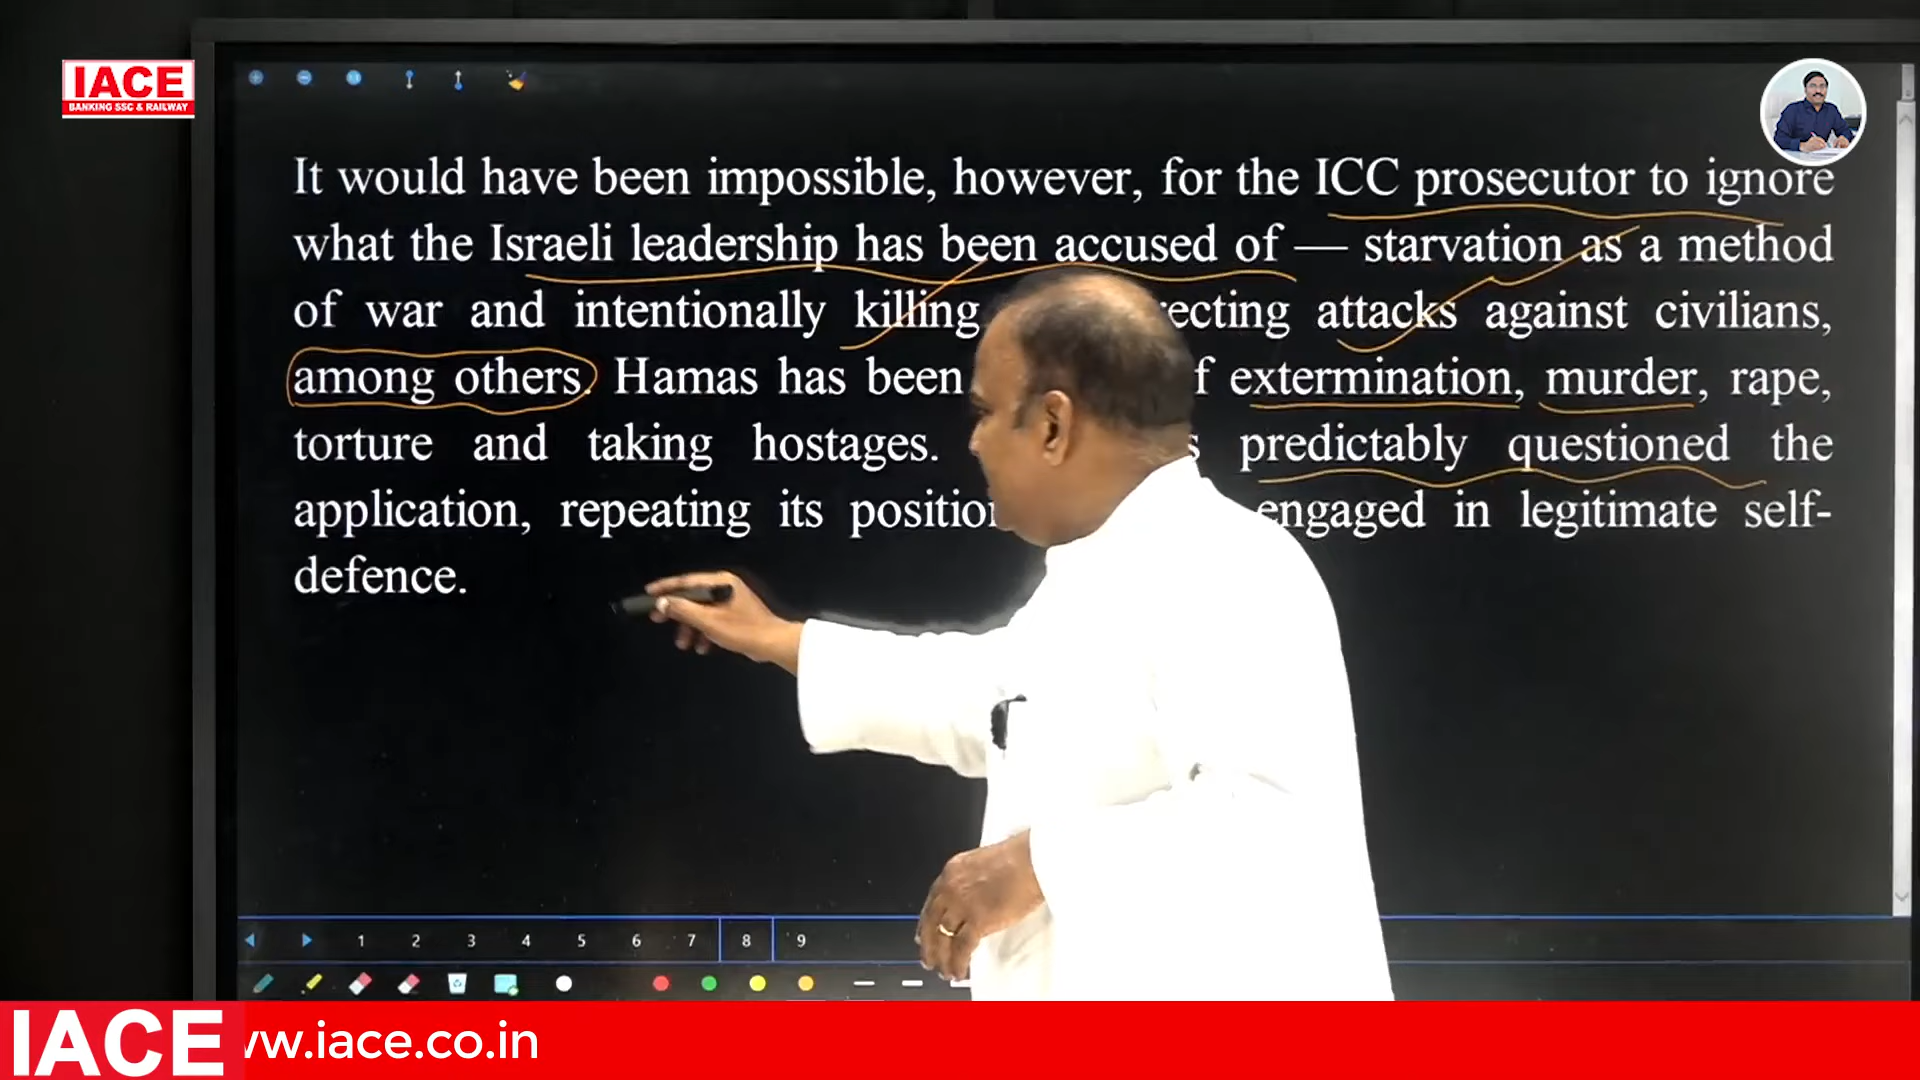 IACE
BANKING SSC & RAILWAY
It would have been impossible, however, for the ICC prosecutor to ignore
what the Israeli leadership has been accused of — starvation as a method
of war and intentionally killing attacks against civilians,
among others. Hamas has been extermination, murder, rape,
torture and taking hostages. predictably questioned the
application, repeating its engaged in legitimate self-
defence.
1 2 3 4 5 6 7 8 9
IACE
.iace.co.in